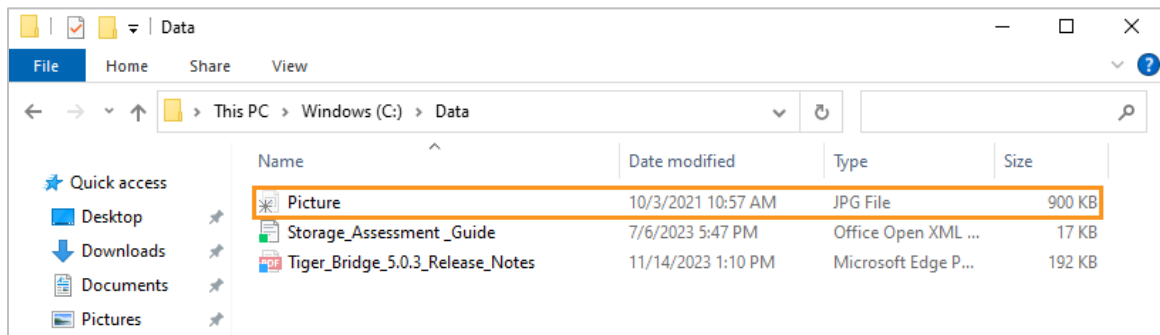 Data
File Home Share View ?
This PC > Windows (C:) > Data
Name Date modified Type Size
Quick access
Picture 10/3/2021 10:57 AM JPG File 900 KB
Desktop
Storage_Assessment _Guide 7/6/2023 5:47 PM Office Open XML ... 17 KB
Downloads
Tiger_Bridge_5.0.3_Release_Notes 11/14/2023 1:10 PM Microsoft Edge P... 192 KB
PDF
Documents
Pictures